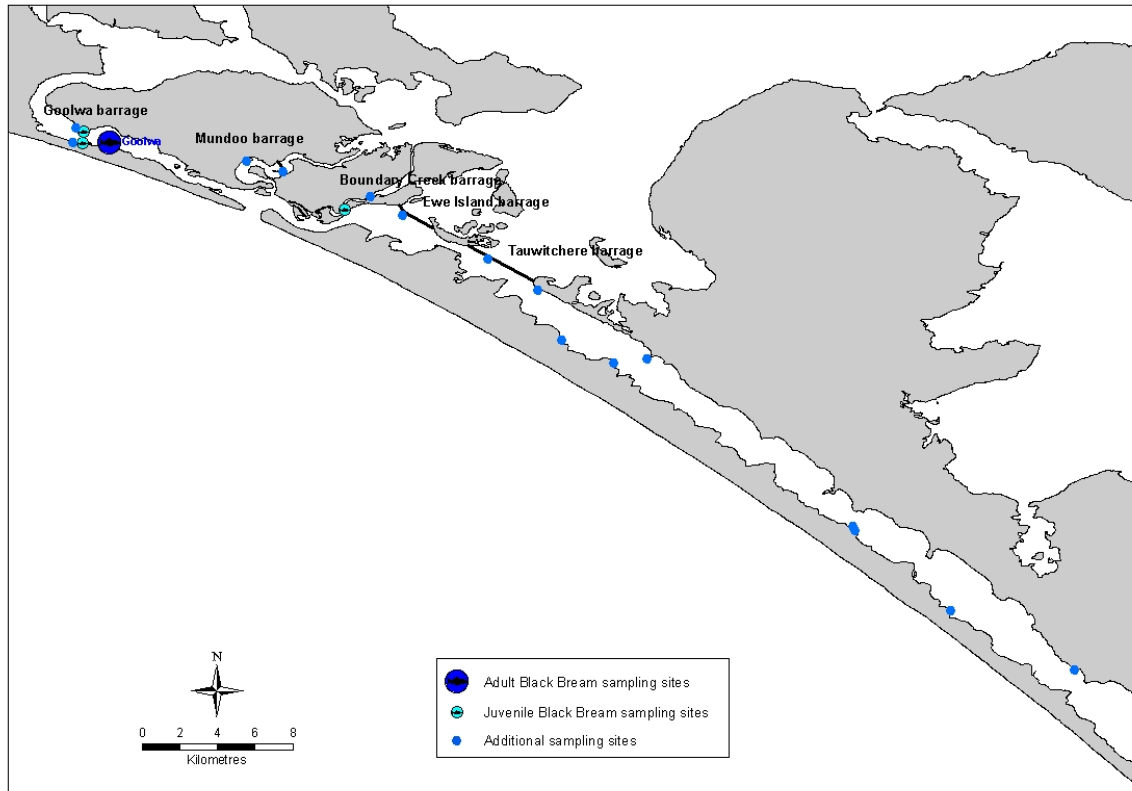 Goolwa barrage
Goolwa
Mundoo barrage
Boundary Creek barrage
Ewe Island barrage
Tauwitchere barrage
N
0 2 4 6 8
Kilometres
Adult Black Bream sampling sites
Juvenile Black Bream sampling sites
Additional sampling sites